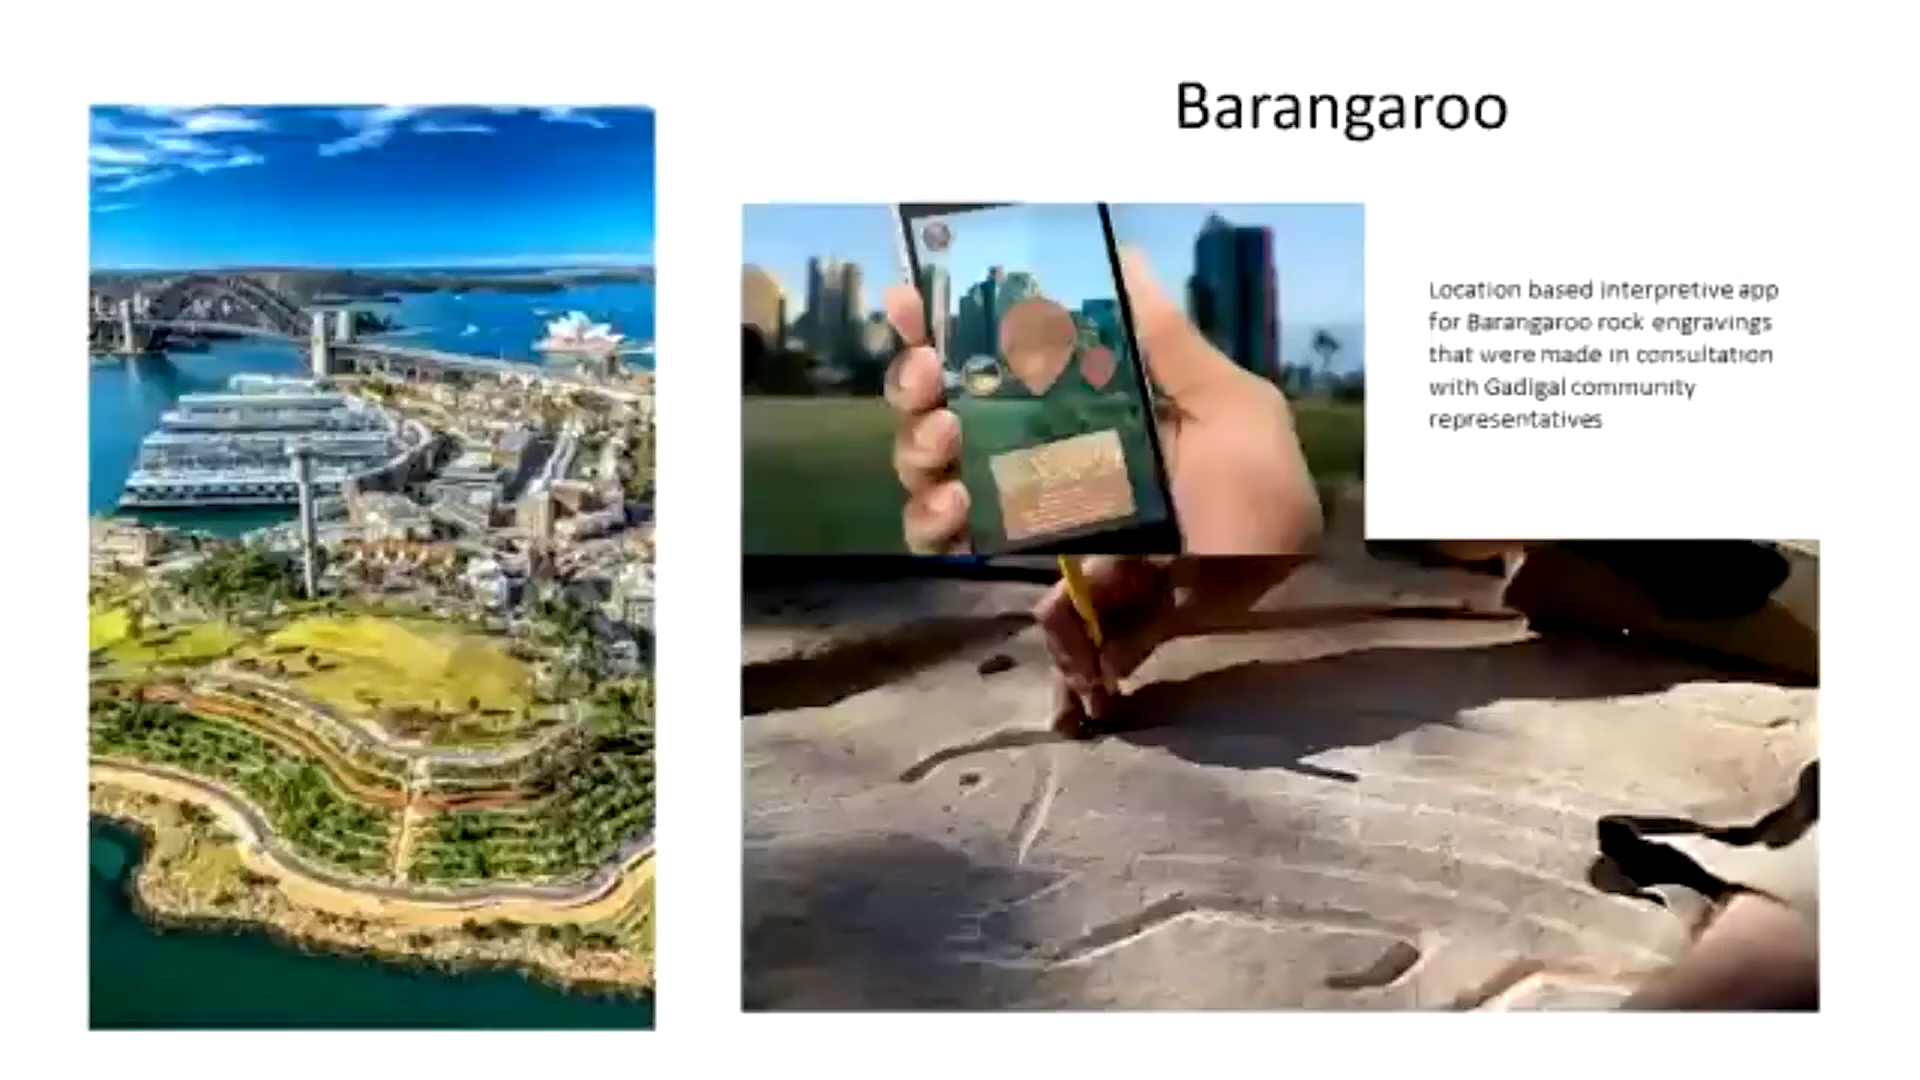 Barangaroo
Location based interpretive app
for Barangaroo rock engravings
that were made in consultation
with Gadigal community
representatives